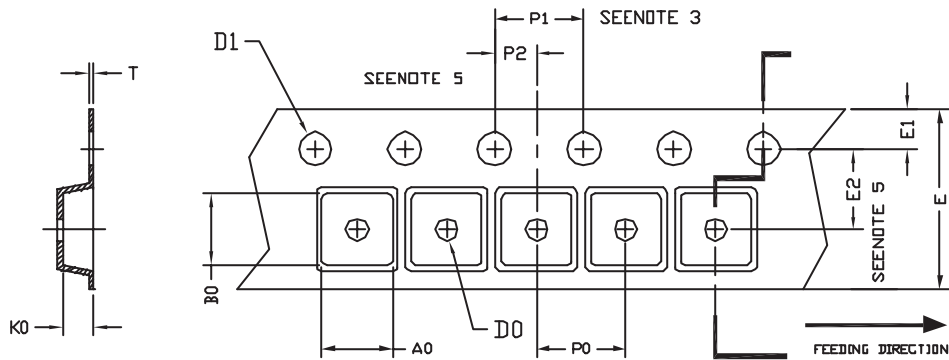 P1
SEENOTE 3
D1
P2
T
SEENOTE 5
E1
E2
E
SEENOTE 5
B0
K0
A0
D0
P0
FEEDING DIRECTION